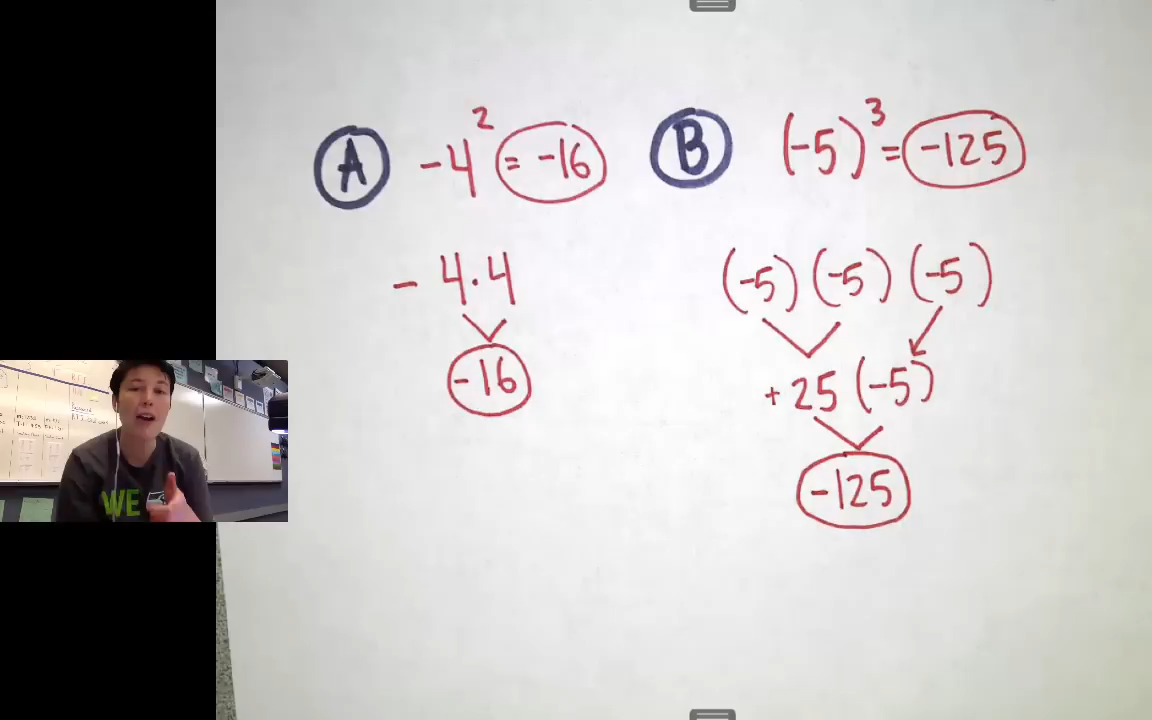 A -4² = -16
- 4·4
-16
B (-5)³ = -125
(-5) (-5) (-5)
+25 (-5)
-125
WE